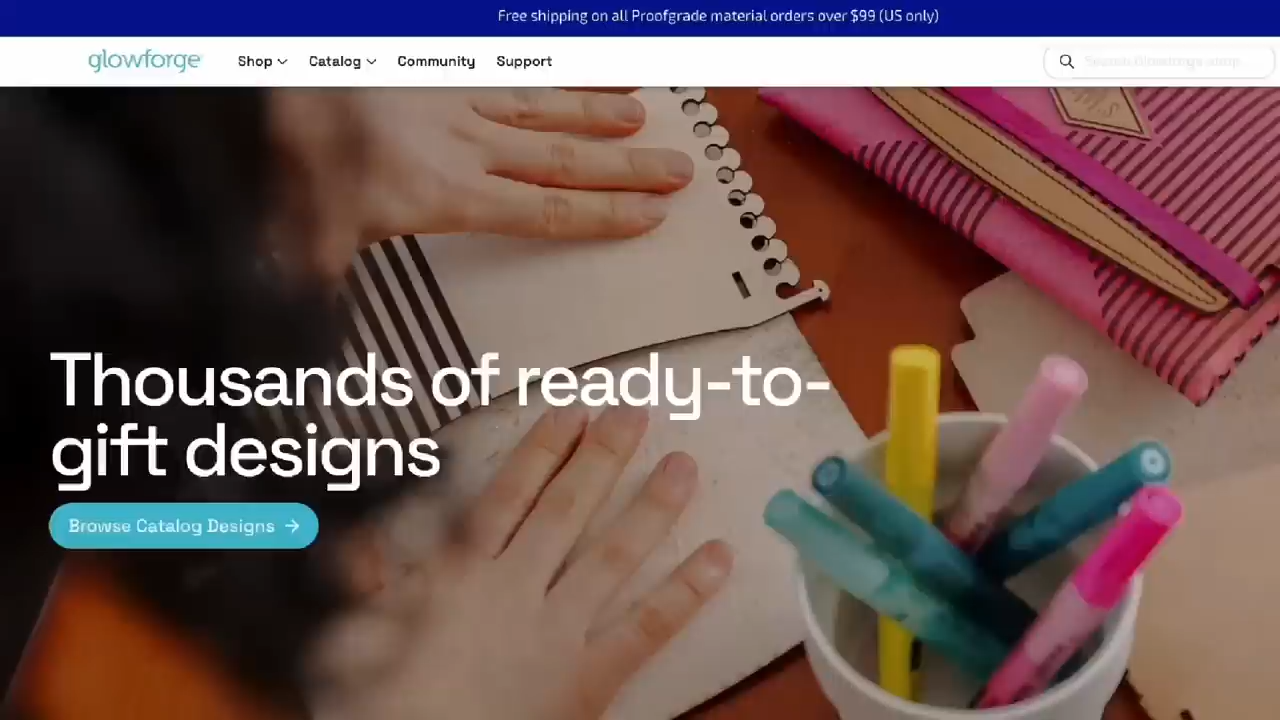 Free shipping on all Proofgrade material orders over $99 (US only)
glowforge
Shop
Catalog
Community
Support
Thousands of ready-to-
gift designs
Browse Catalog Designs →